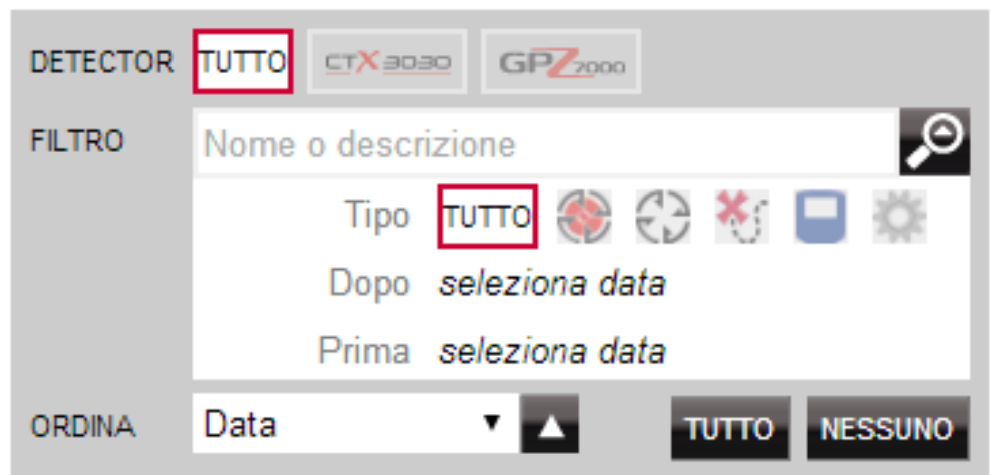 DETECTOR TUTTO CTX 3030 GPZ 7000
FILTRO Nome o descrizione
Tipo TUTTO
Dopo seleziona data
Prima seleziona data
ORDINA Data TUTTO NESSUNO